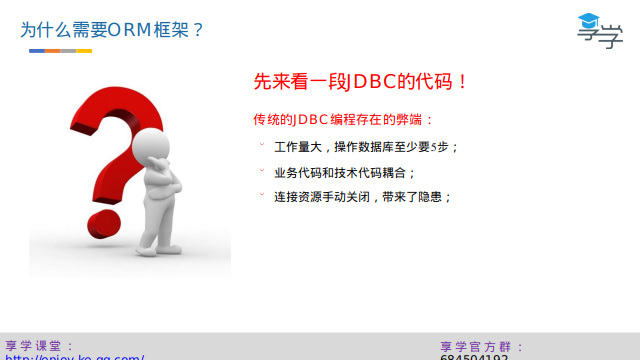 为什么需要ORM框架？
享学
先来看一段JDBC的代码！
传统的JDBC编程存在的弊端：
工作量大，操作数据库至少要5步；
业务代码和技术代码耦合；
连接资源手动关闭，带来了隐患；
享学课堂：
http://enjoy.ke.qq.com/
享学官方群：
684504192